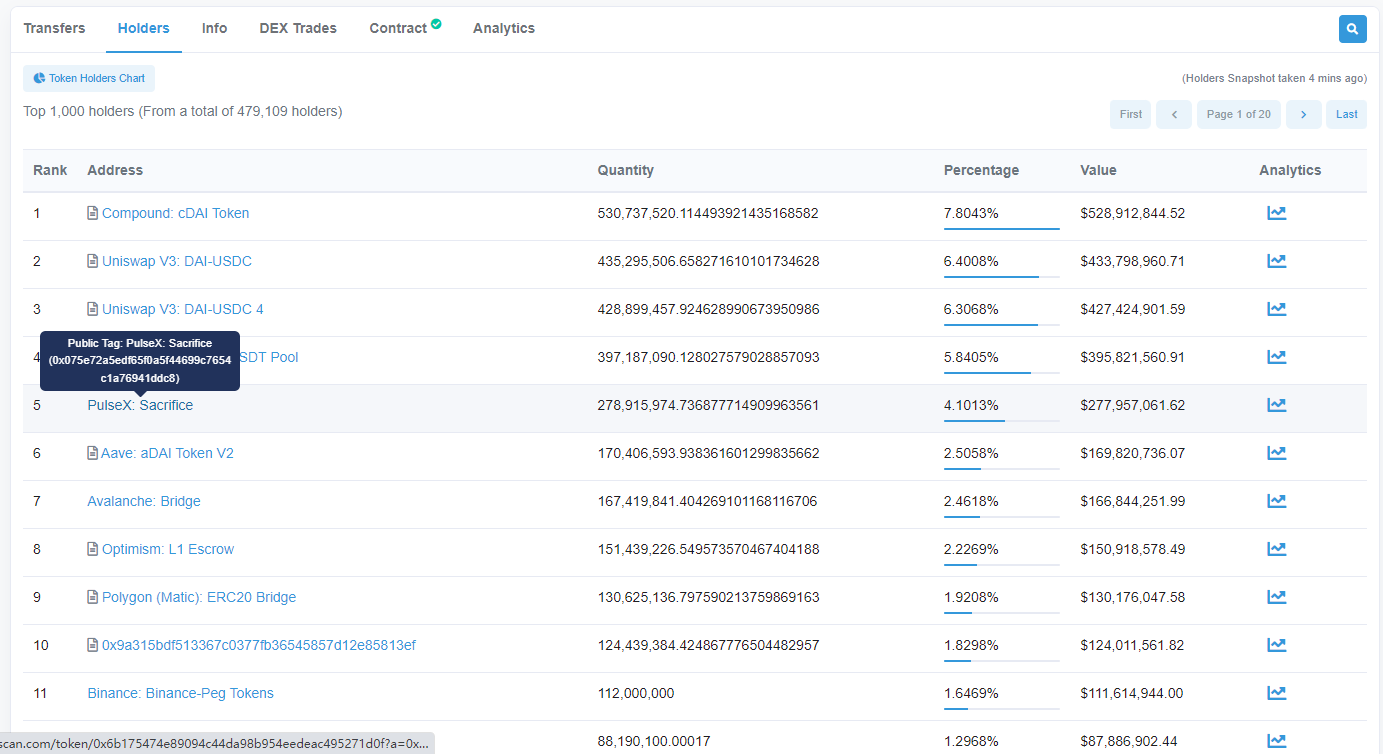 Transfers Holders Info DEX Trades Contract Analytics
Token Holders Chart (Holders Snapshot taken 4 mins ago)
Top 1,000 holders (From a total of 479,109 holders) First Page 1 of 20 Last
Rank Address Quantity Percentage Value Analytics
1 Compound: cDAI Token 530,737,520.114493921435168582 7.8043% $528,912,844.52
2 Uniswap V3: DAI-USDC 435,295,506.658271610101734628 6.4008% $433,798,960.71
3 Uniswap V3: DAI-USDC 4 428,899,457.924628990673950986 6.3068% $427,424,901.59
Public Tag: PulseX: Sacrifice
(0x075e72a5edf65f0a5f44699c7654
c1a76941ddc8)
4 SDT Pool 397,187,090.128027579028857093 5.8405% $395,821,560.91
5 PulseX: Sacrifice 278,915,974.736877714909963561 4.1013% $277,957,061.62
6 Aave: aDAI Token V2 170,406,593.938361601299835662 2.5058% $169,820,736.07
7 Avalanche: Bridge 167,419,841.404269101168116706 2.4618% $166,844,251.99
8 Optimism: L1 Escrow 151,439,226.549573570467404188 2.2269% $150,918,578.49
9 Polygon (Matic): ERC20 Bridge 130,625,136.797590213759869163 1.9208% $130,176,047.58
10 0x9a315bdf513367c0377fb36545857d12e85813ef 124,439,384.424867776504482957 1.8298% $124,011,561.82
11 Binance: Binance-Peg Tokens 112,000,000 1.6469% $111,614,944.00
88,190,100.00017 1.2968% $87,886,902.44
scan.com/token/0x6b175474e89094c44da98b954eedeac495271d0f?a=0x...